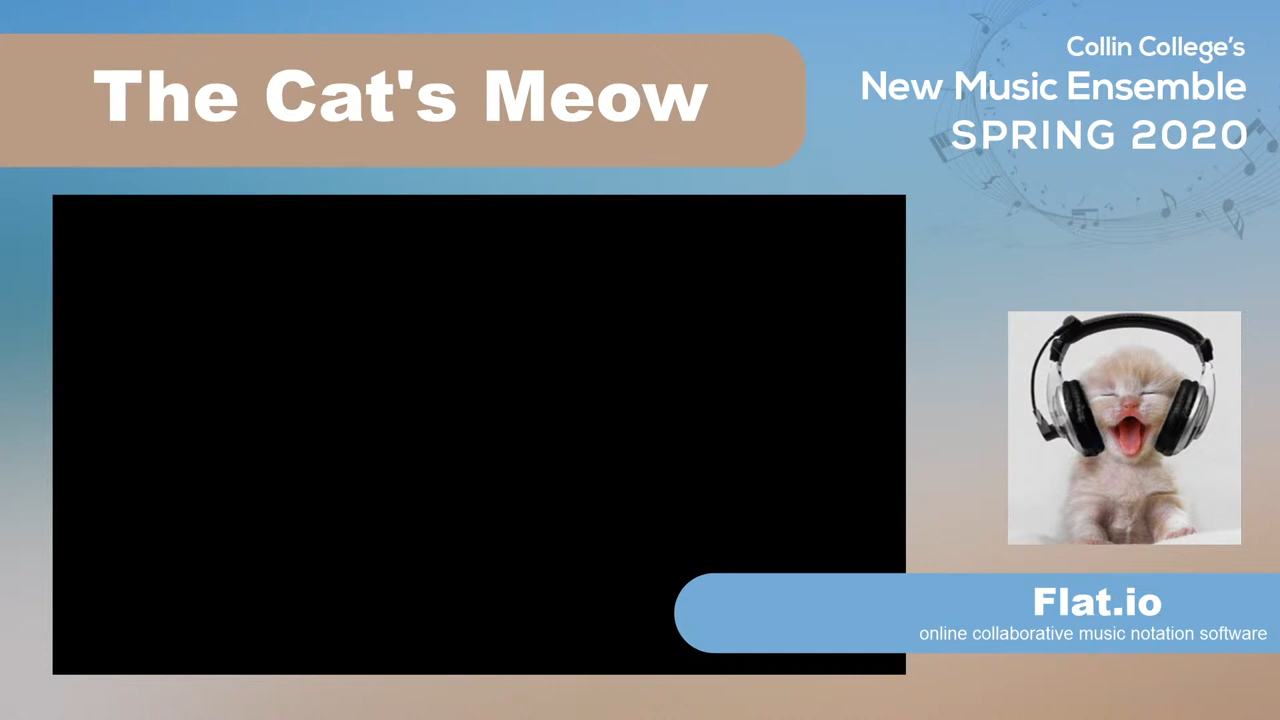 The Cat's Meow
Collin College's
New Music Ensemble
SPRING 2020
Flat.io
online collaborative music notation software